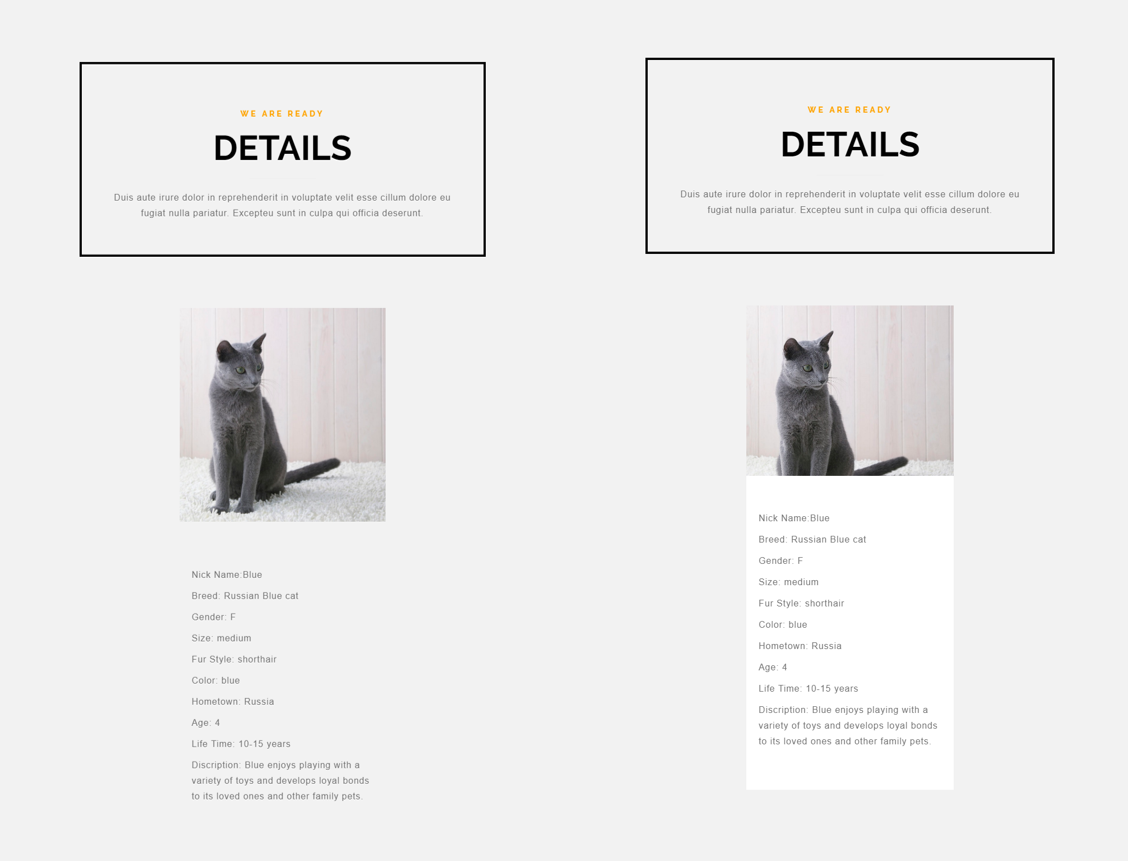 WE ARE READY
DETAILS
Duis aute irure dolor in reprehenderit in voluptate velit esse cillum dolore eu
fugiat nulla pariatur. Excepteu sunt in culpa qui officia deserunt.
Nick Name:Blue
Breed: Russian Blue cat
Gender: F
Size: medium
Fur Style: shorthair
Color: blue
Hometown: Russia
Age: 4
Life Time: 10-15 years
Discription: Blue enjoys playing with a
variety of toys and develops loyal bonds
to its loved ones and other family pets.
WE ARE READY
DETAILS
Duis aute irure dolor in reprehenderit in voluptate velit esse cillum dolore eu
fugiat nulla pariatur. Excepteu sunt in culpa qui officia deserunt.
Nick Name:Blue
Breed: Russian Blue cat
Gender: F
Size: medium
Fur Style: shorthair
Color: blue
Hometown: Russia
Age: 4
Life Time: 10-15 years
Discription: Blue enjoys playing with a
variety of toys and develops loyal bonds
to its loved ones and other family pets.